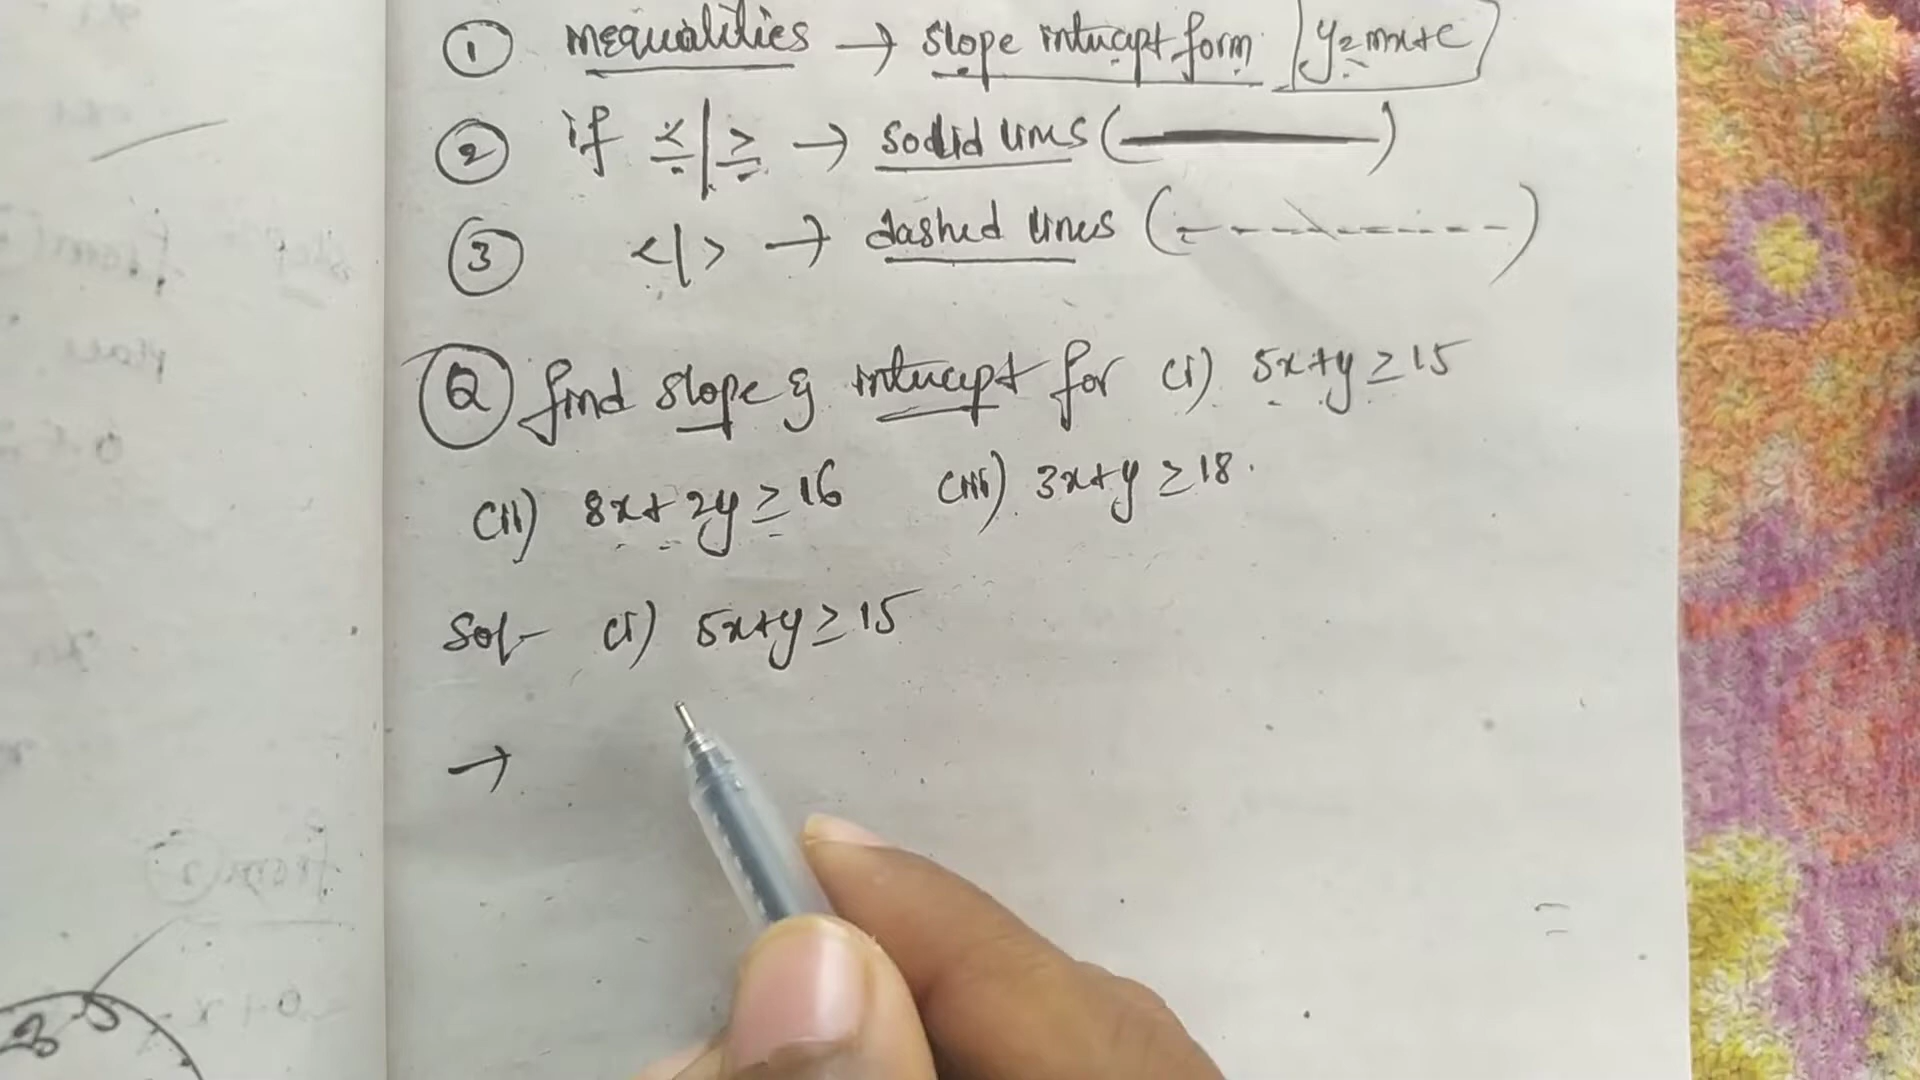 ① inequalities → slope intercept form y=mx+c
② if ≤|≥ → solid lines ( )
③ <|> → dashed lines (- - - - - - - -)
Q find slope & intercept for (i) 5x+y ≥ 15
(ii) 8x+2y ≥ 16 (iii) 3x+y ≥ 18.
Sol- (i) 5x+y ≥ 15
→